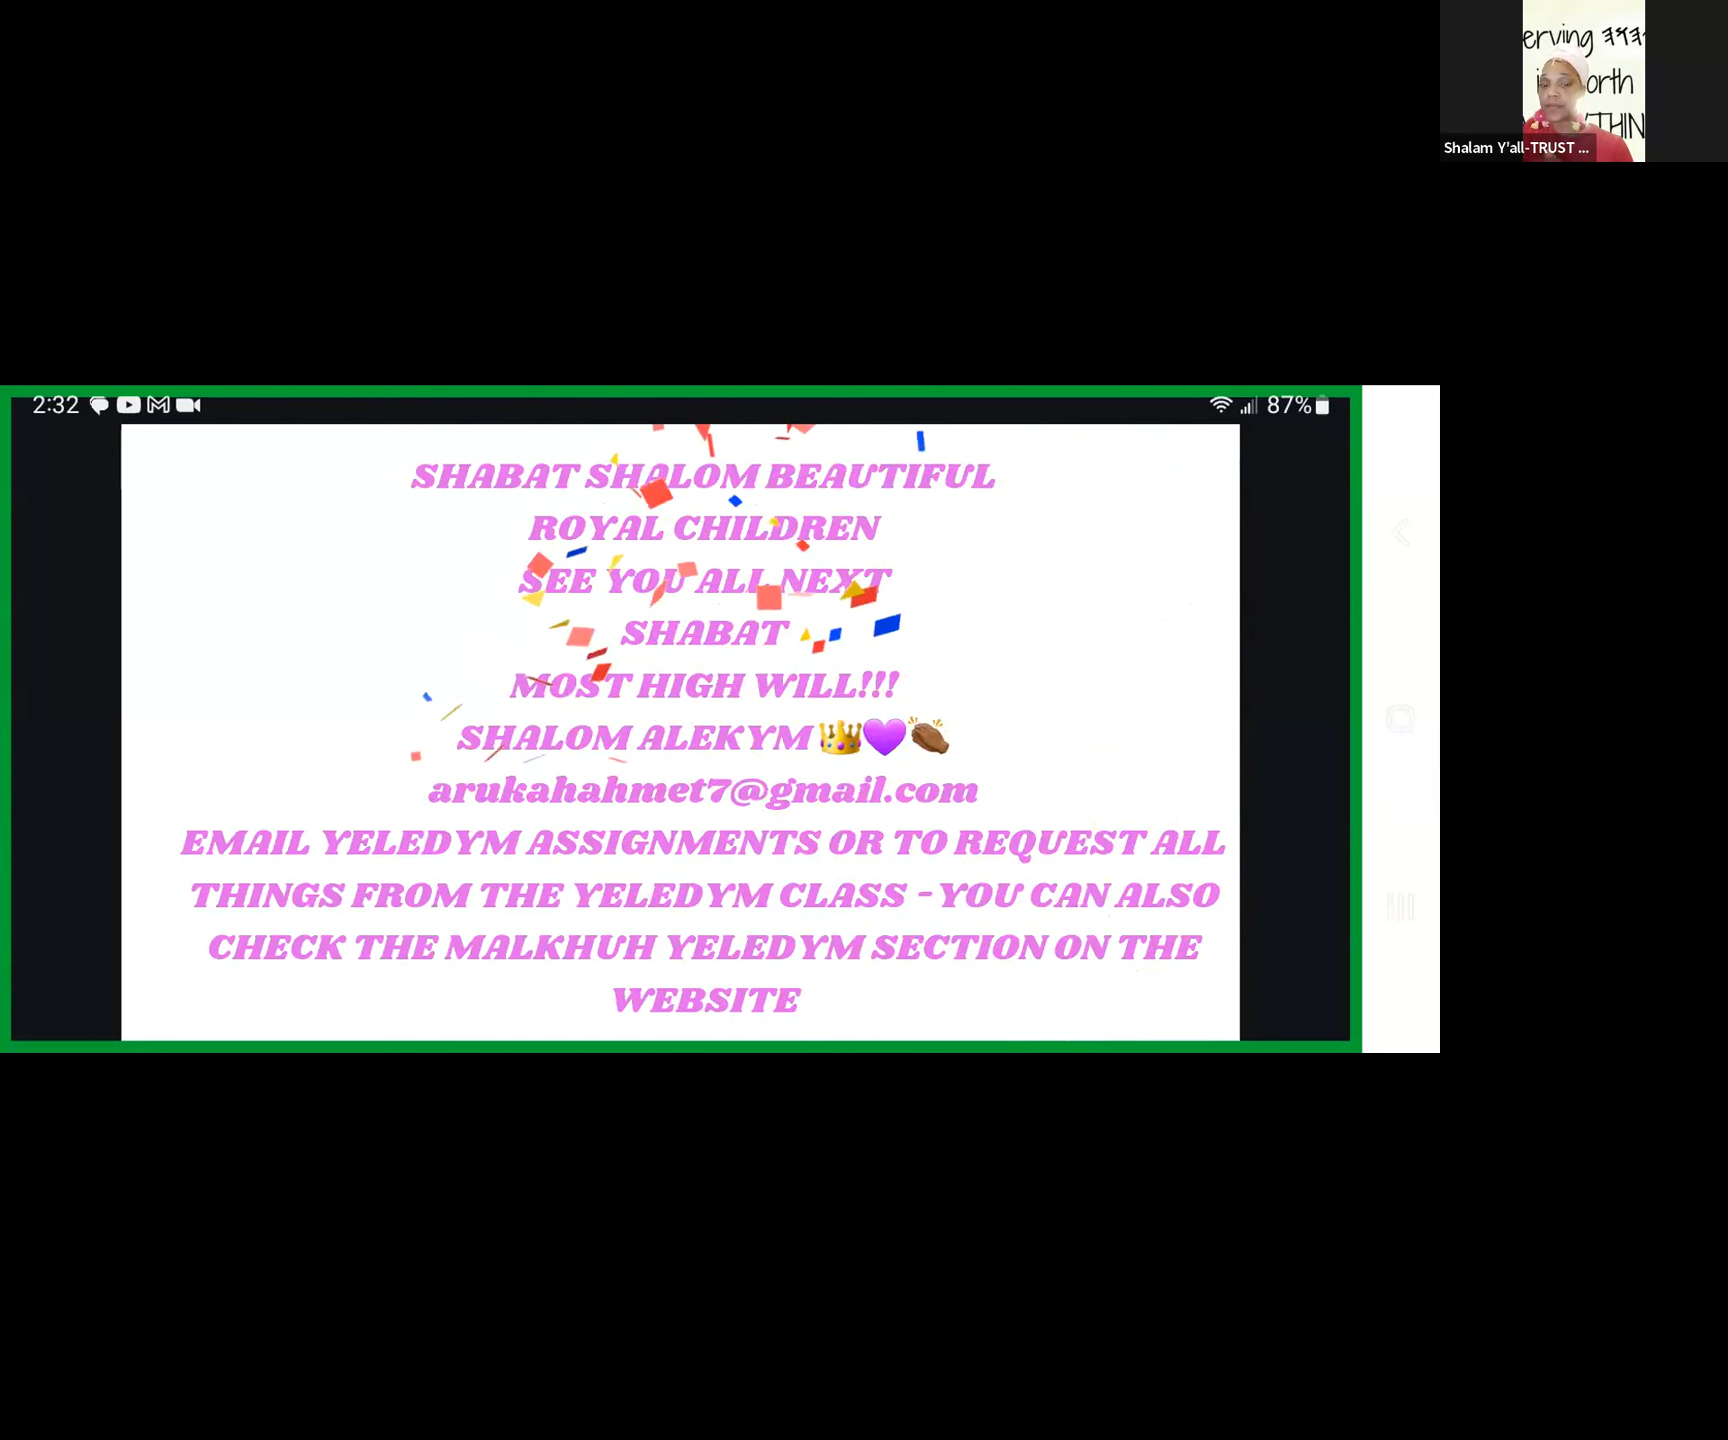 erving 𐤉𐤄𐤅𐤄
orth
THIN
Shalam Y'all-TRUST ...
2:32
87%
SHABAT SHALOM BEAUTIFUL
ROYAL CHILDREN
SEE YOU ALL NEXT
SHABAT
MOST HIGH WILL!!!
SHALOM ALEKYM 👑💜👏🏾
arukahahmet7@gmail.com
EMAIL YELEDYM ASSIGNMENTS OR TO REQUEST ALL
THINGS FROM THE YELEDYM CLASS - YOU CAN ALSO
CHECK THE MALKHUH YELEDYM SECTION ON THE
WEBSITE